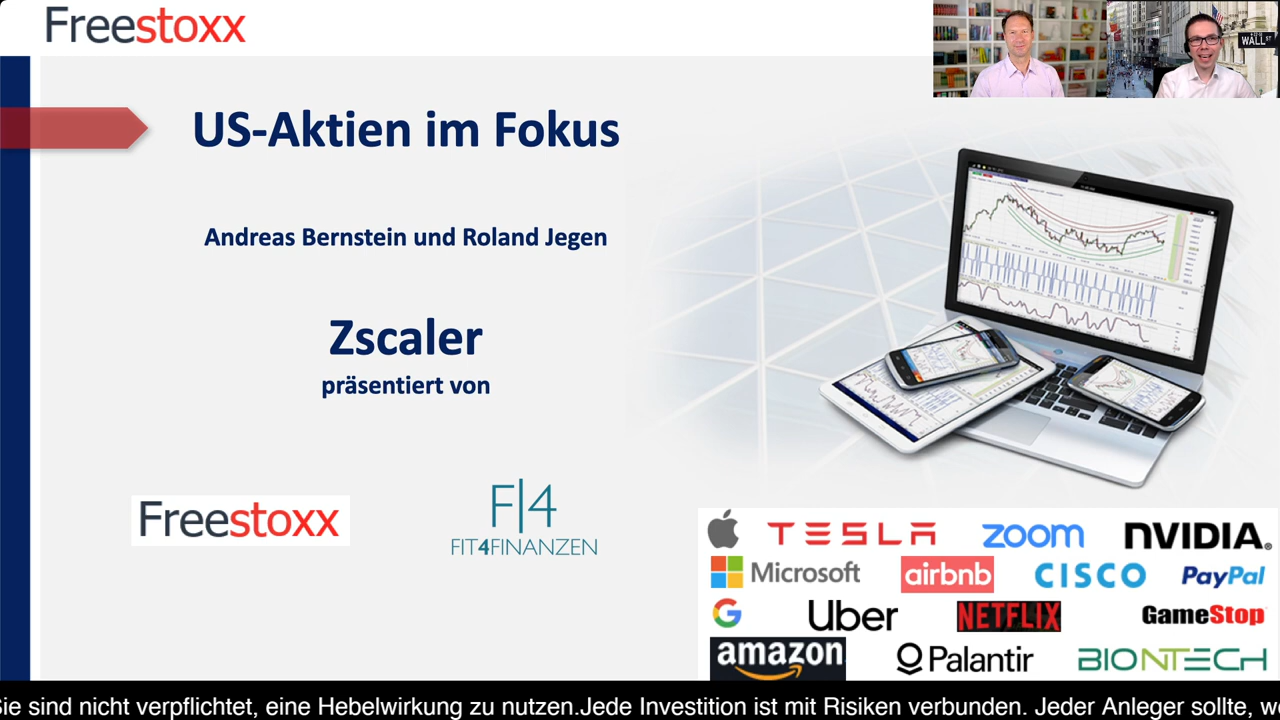 Freestoxx
WALL ST
US-Aktien im Fokus
Andreas Bernstein und Roland Jegen
Zscaler
präsentiert von
Freestoxx
F|4
FIT4FINANZEN
TESLA
zoom
NVIDIA.
Microsoft
airbnb
CISCO
PayPal
G
Uber
NETFLIX
GameStop
amazon
Palantir
BIONTECH
Sie sind nicht verpflichtet, eine Hebelwirkung zu nutzen.Jede Investition ist mit Risiken verbunden. Jeder Anleger sollte,